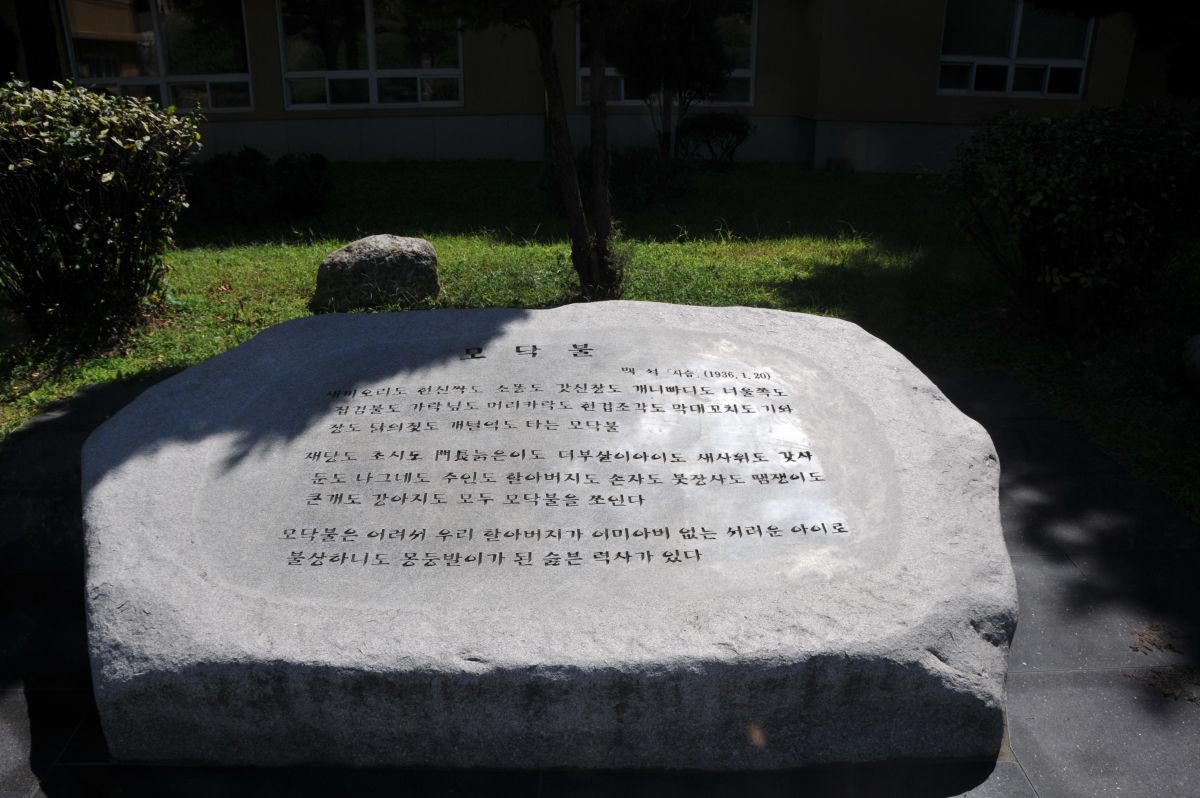 모닥불
백 석 「사슴」 (1936. 1. 20)
새끼오리도 헌신짝도 소똥도 갓신창도 개니빠디도 너울쪽도
짚검불도 가락닢도 머리카락도 헌겁조각도 막대꼬치도 기와
장도 닭의짗도 개털억도 타는 모닥불
재당도 초시도 門長늙은이도 더부살이아이도 새사위도 갓사
둔도 나그네도 주인도 할아버지도 손자도 붓장사도 땜쟁이도
큰개도 강아지도 모두 모닥불을 쪼인다
모닥불은 어려서 우리 할아버지가 어미아비 없는 서러운 아이로
불상하니도 몽둥발이가 된 슳븐 력사가 있다